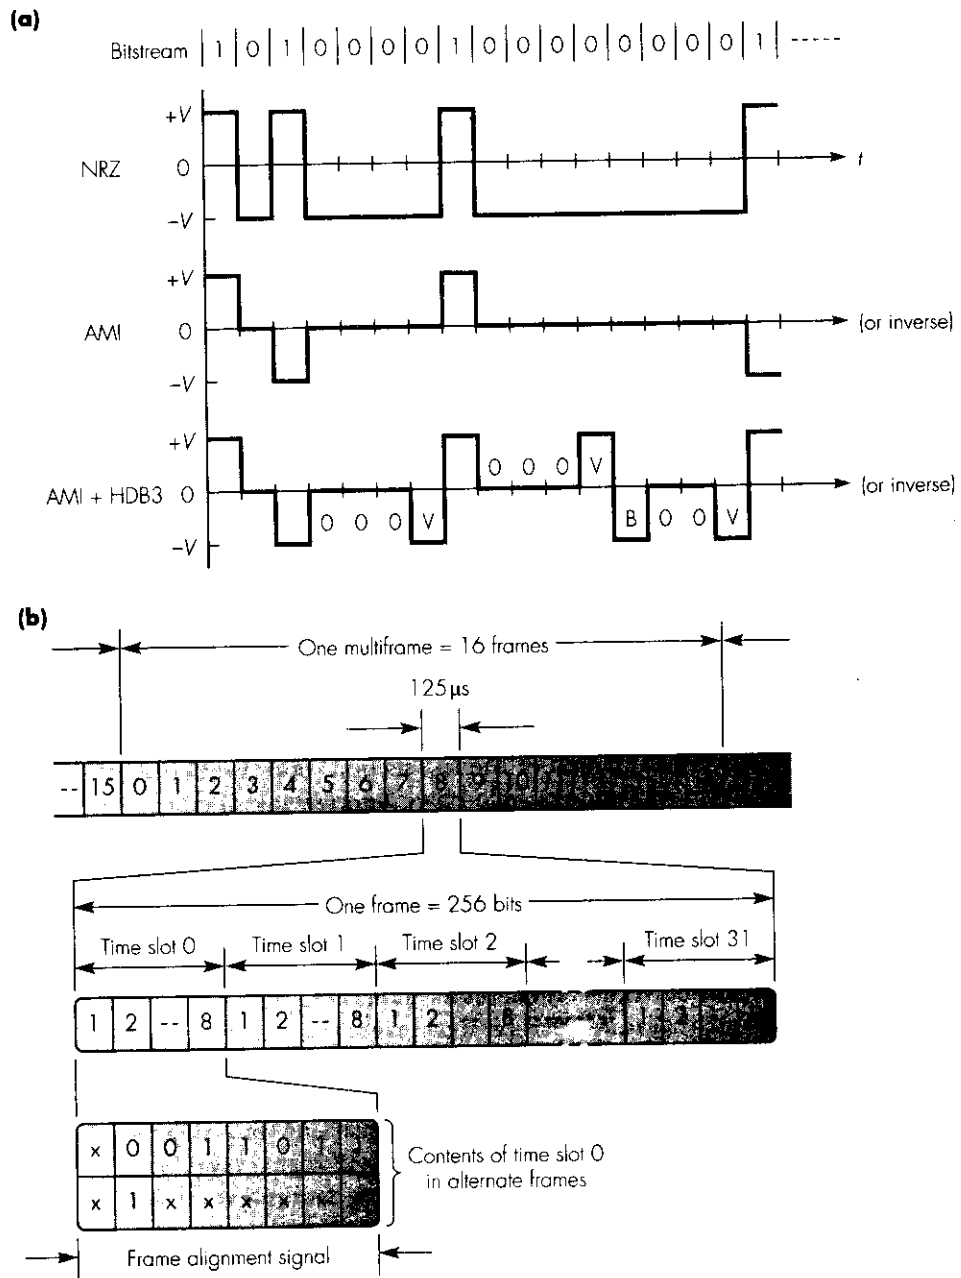 (a)
Bitstream 1 0 1 0 0 0 0 1 0 0 0 0 0 0 0 0 1 -----
+V
NRZ 0 t
−V
+V
AMI 0 (or inverse)
−V
+V
0 0 0 V
AMI + HDB3 0 (or inverse)
0 0 0 V B 0 0 V
−V
(b)
One multiframe = 16 frames
125 µs
-- 15 0 1 2 3 4 5 6 7 8 9 10
One frame = 256 bits
Time slot 0 Time slot 1 Time slot 2 Time slot 31
1 2 -- 8 1 2 -- 8 1 2 -- 8 1 2
x 0 0 1 1 0 1
x 1 x x x x x
Contents of time slot 0
in alternate frames
Frame alignment signal